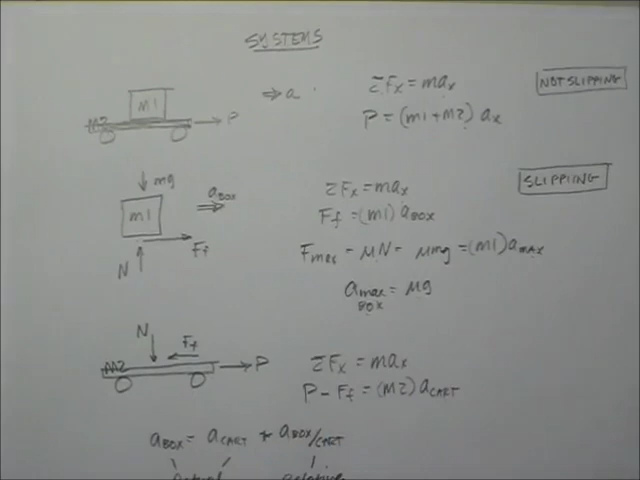 SYSTEMS
m1
M2
P
⇒ a
ΣFx = max
P = (m1+M2) ax
NOT SLIPPING
mg
m1
aBOX
Ff
N
ΣFx = max
Ff = (m1) aBOX
Fmax = μN = μmg = (m1) aMAX
amax = μg
BOX
SLIPPING
N
Ff
M2
P
ΣFx = max
P - Ff = (M2) aCART
aBOX = aCART + aBOX/CART